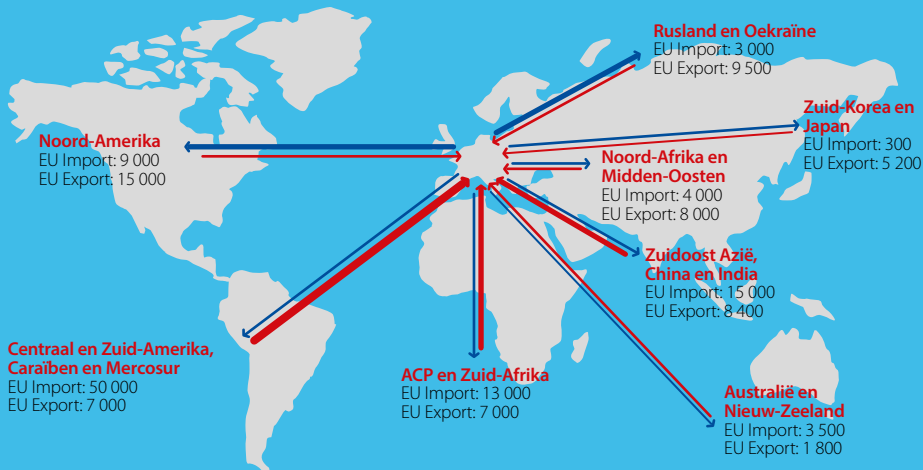 Rusland en Oekraïne
EU Import: 3 000
EU Export: 9 500
Zuid-Korea en
Japan
EU Import: 300
EU Export: 5 200
Noord-Amerika
EU Import: 9 000
EU Export: 15 000
Noord-Afrika en
Midden-Oosten
EU Import: 4 000
EU Export: 8 000
Zuidoost Azië,
China en India
EU Import: 15 000
EU Export: 8 400
Centraal en Zuid-Amerika,
Caraïben en Mercosur
EU Import: 50 000
EU Export: 7 000
ACP en Zuid-Afrika
EU Import: 13 000
EU Export: 7 000
Australië en
Nieuw-Zeeland
EU Import: 3 500
EU Export: 1 800